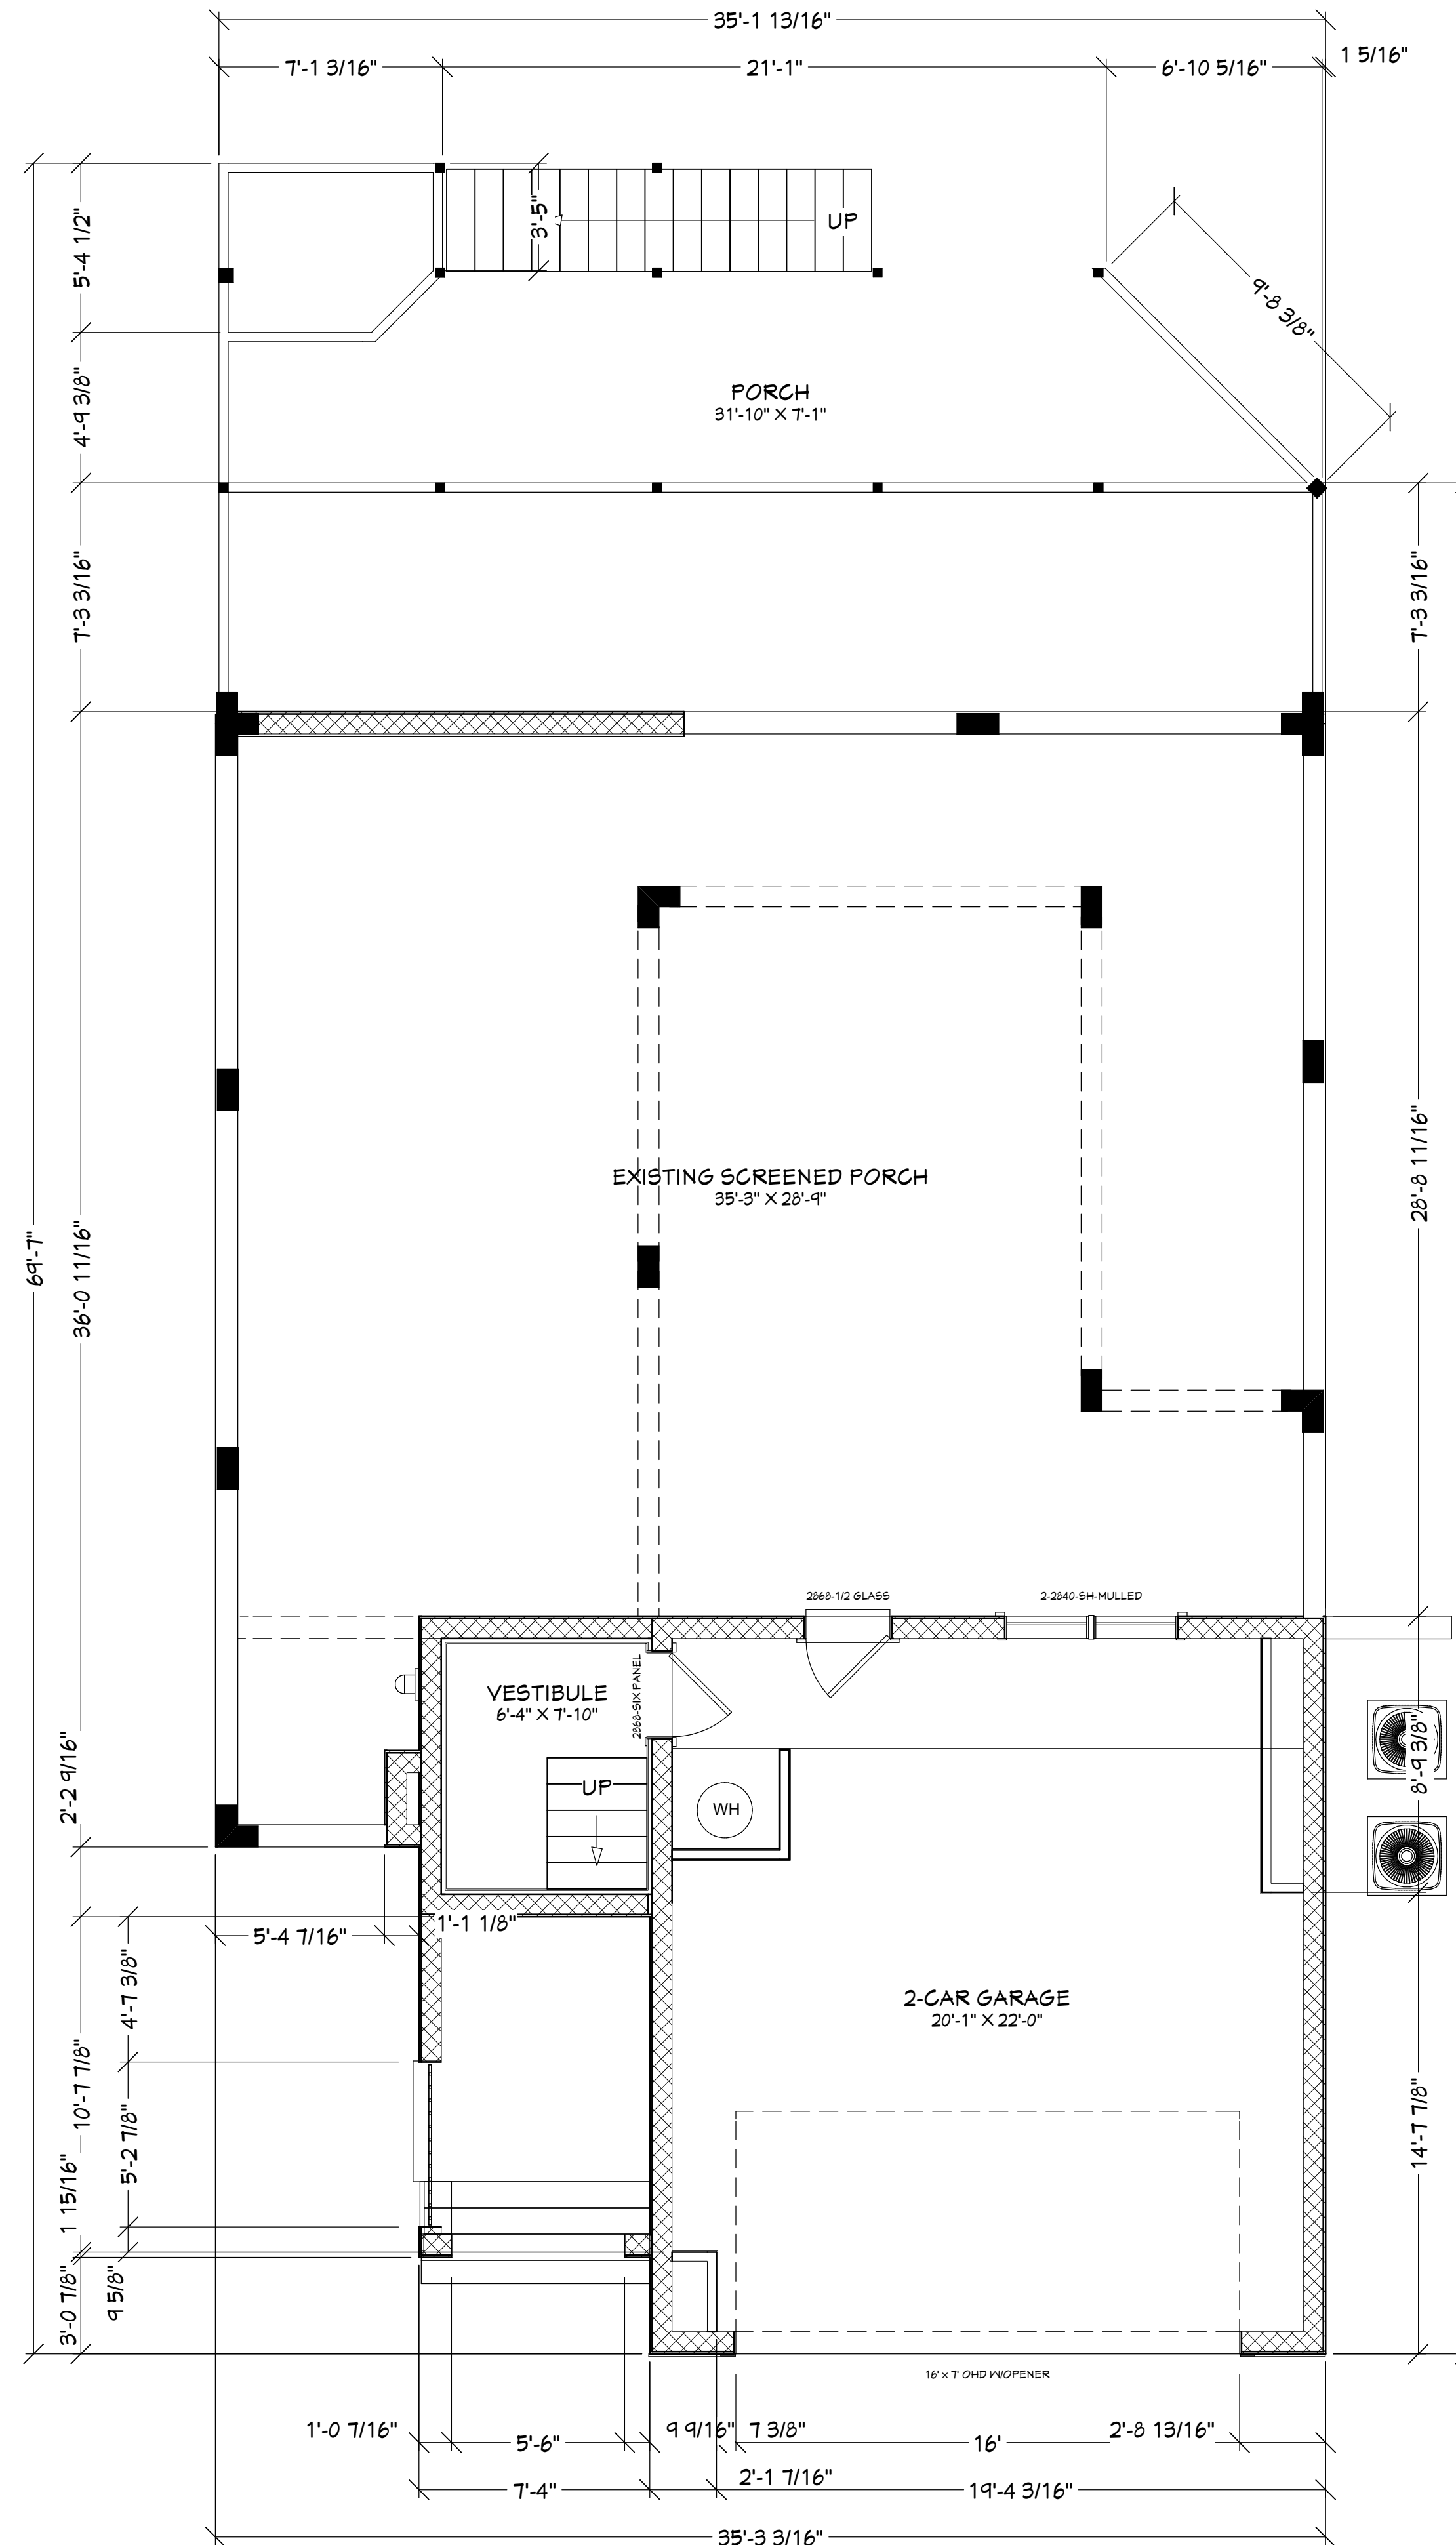 35'-1 13/16"
7'-1 3/16"
21'-1"
6'-10 5/16"
1 5/16"
5'-4 1/2"
3'-5"
UP
9'-8 3/8"
4'-9 3/8"
PORCH
31'-10" X 7'-1"
7'-3 3/16"
7'-3 3/16"
69'-7"
36'-0 11/16"
28'-8 11/16"
EXISTING SCREENED PORCH
35'-3" X 28'-9"
2868-1/2 GLASS
2-2840-SH-MULLED
VESTIBULE
6'-4" X 7'-10"
2868-SIX PANEL
UP
WH
8'-9 3/8"
2'-2 9/16"
5'-4 7/16"
1'-1 1/8"
4'-7 3/8"
2-CAR GARAGE
20'-1" X 22'-0"
10'-7 7/8"
5'-2 7/8"
14'-7 7/8"
1 15/16"
3'-0 7/8"
9 5/8"
16' x 7' OHD W/OPENER
1'-0 7/16"
5'-6"
9 9/16"
7 3/8"
16'
2'-8 13/16"
7'-4"
2'-1 7/16"
19'-4 3/16"
35'-3 3/16"